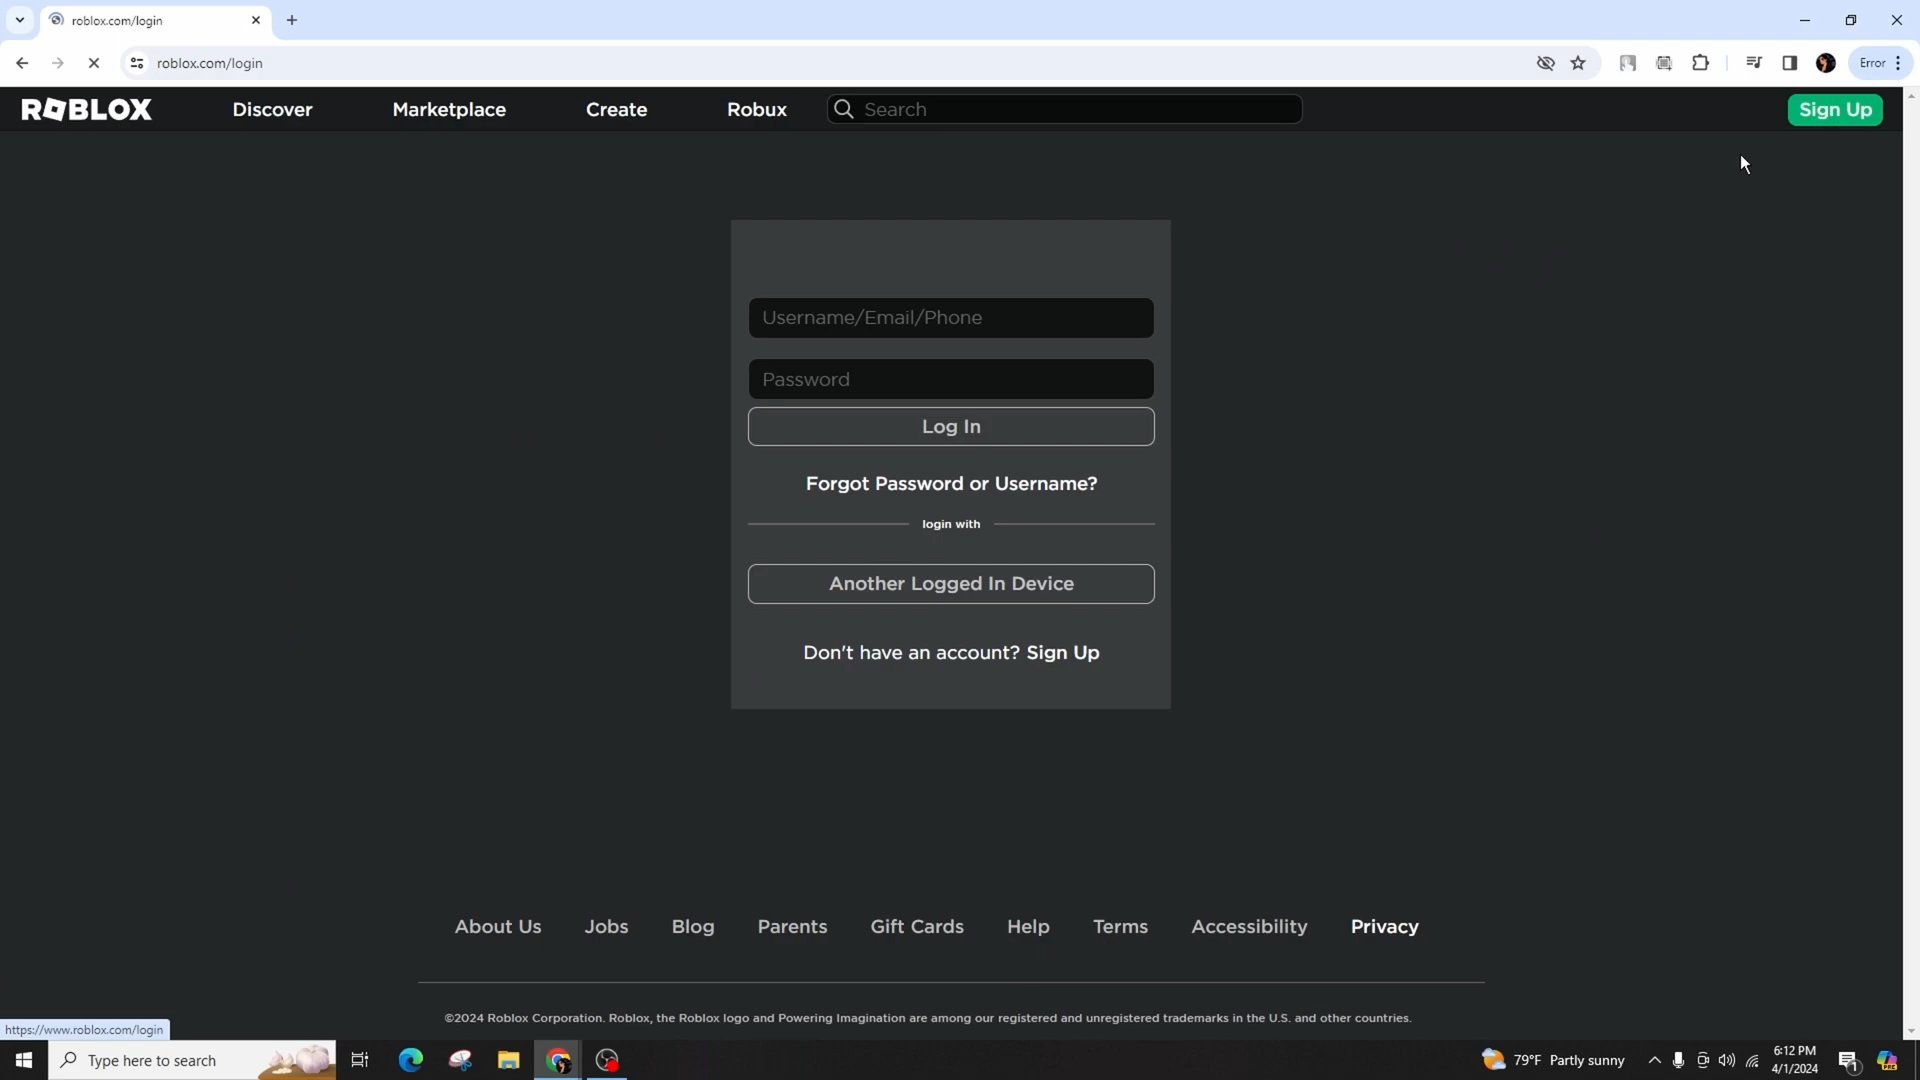 roblox.com/login
roblox.com/login
Error
ROBLOX
Discover
Marketplace
Create
Robux
Search
Sign Up
Username/Email/Phone
Password
Log In
Forgot Password or Username?
login with
Another Logged In Device
Don't have an account? Sign Up
About Us
Jobs
Blog
Parents
Gift Cards
Help
Terms
Accessibility
Privacy
©2024 Roblox Corporation. Roblox, the Roblox logo and Powering Imagination are among our registered and unregistered trademarks in the U.S. and other countries.
https://www.roblox.com/login
Type here to search
79°F Partly sunny
6:12 PM
4/1/2024
1
PRE